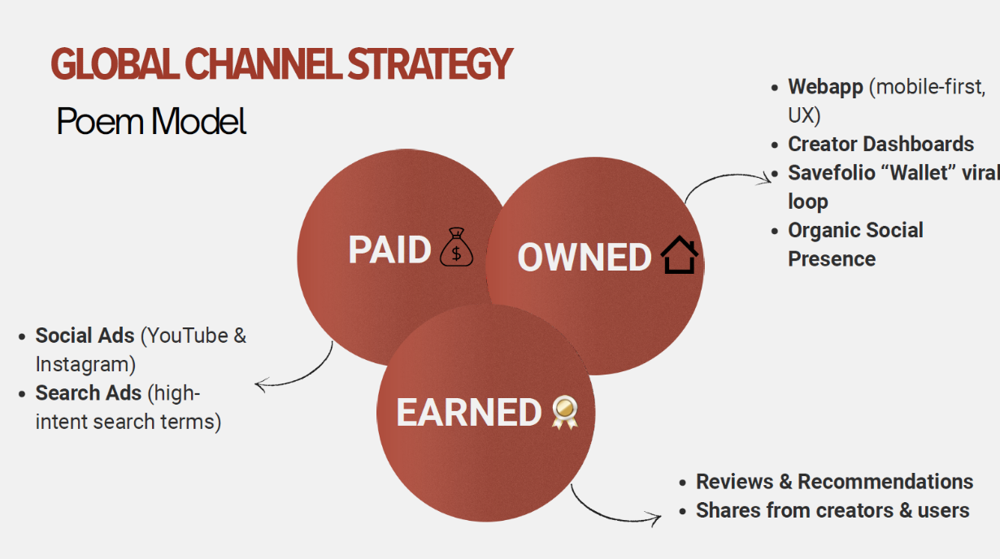 GLOBAL CHANNEL STRATEGY
Poem Model
• Webapp (mobile-first,
UX)
• Creator Dashboards
• Savefolio “Wallet” viral
loop
• Organic Social
Presence
PAID
$
OWNED
• Social Ads (YouTube &
Instagram)
• Search Ads (high-
intent search terms)
EARNED
• Reviews & Recommendations
• Shares from creators & users